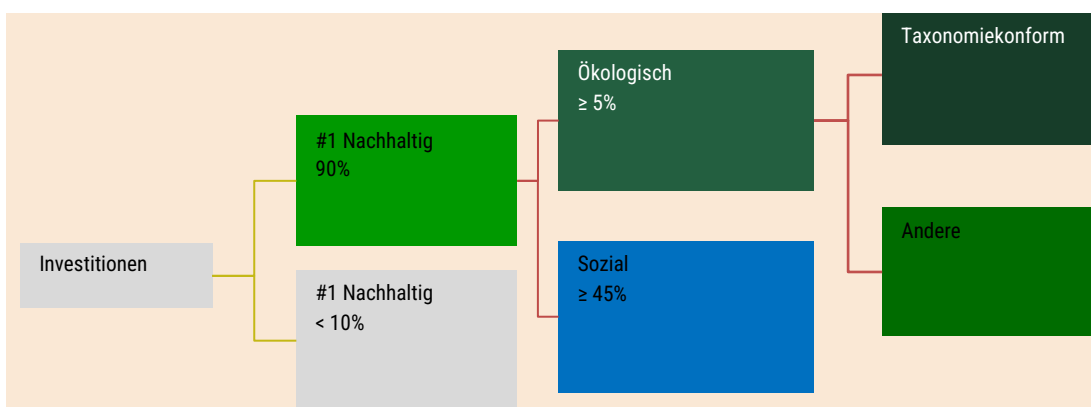 Investitionen
#1 Nachhaltig
90%
#1 Nachhaltig
< 10%
Ökologisch
≥ 5%
Sozial
≥ 45%
Taxonomiekonform
Andere